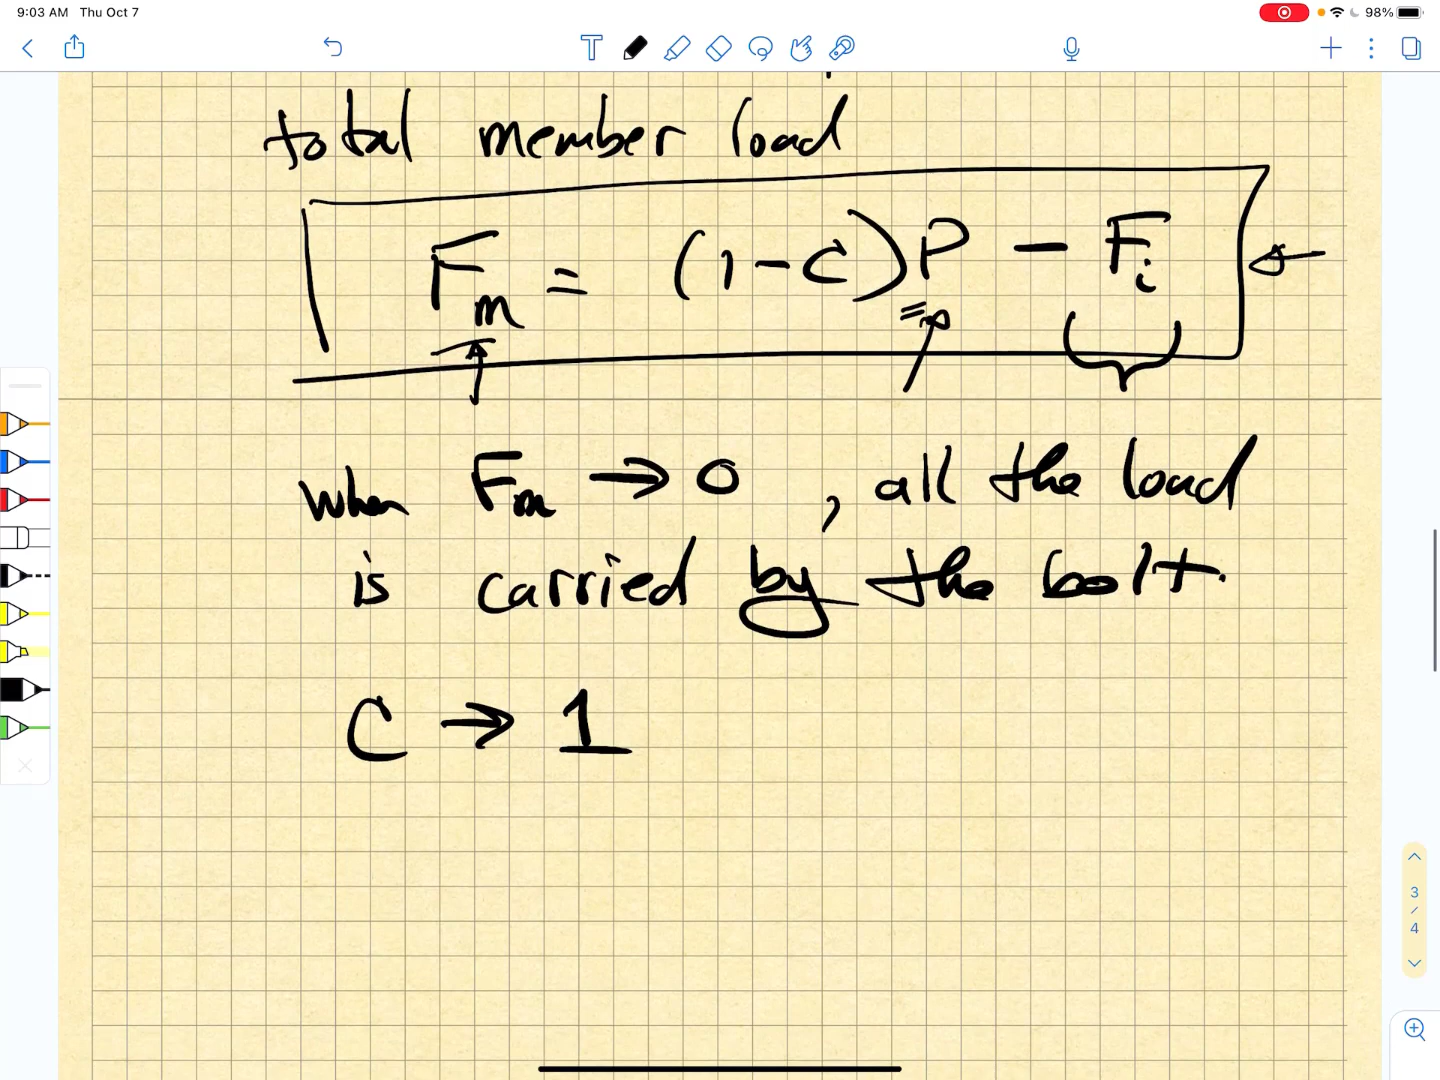 9:03 AM Thu Oct 7
98%
total member load
Fm = (1-C)P - Fi
when Fm → 0, all the load
is carried by the bolt.
C → 1
3
/
4